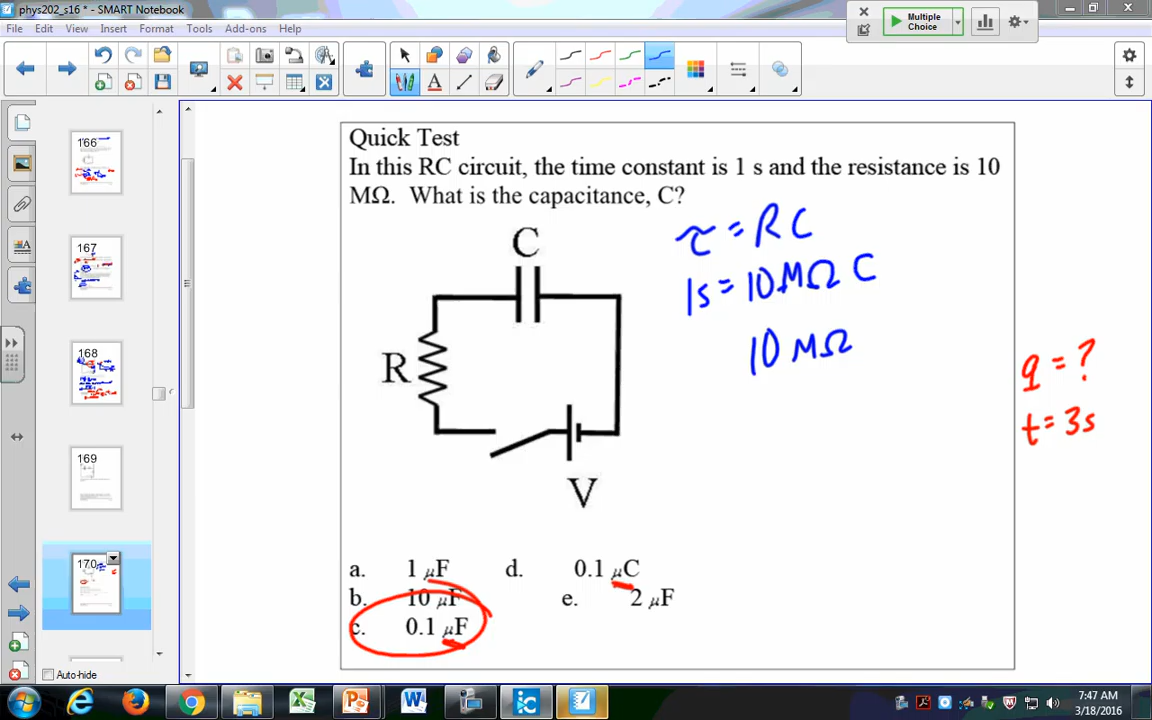 phys202_s16 * - SMART Notebook
Multiple
Choice
File Edit View Insert Format Tools Add-ons Help
166
167
168
169
170
Auto-hide
Quick Test
In this RC circuit, the time constant is 1 s and the resistance is 10
MΩ. What is the capacitance, C?
C
R
V
τ = RC
1s = 10MΩ C
10 MΩ
q = ?
t = 3s
a. 1 μF d. 0.1 μC
b. 10 μF e. 2 μF
c. 0.1 μF
7:47 AM
3/18/2016